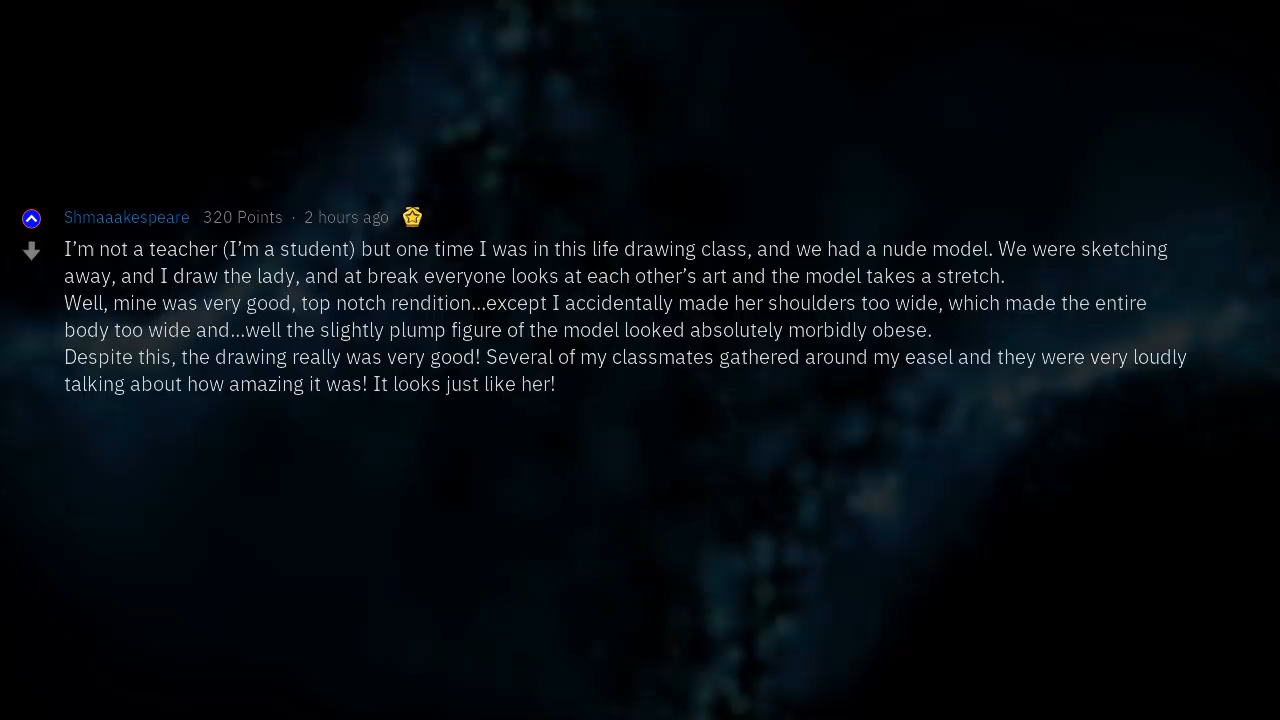 Shmaaakespeare 320 Points · 2 hours ago
I’m not a teacher (I’m a student) but one time I was in this life drawing class, and we had a nude model. We were sketching
away, and I draw the lady, and at break everyone looks at each other’s art and the model takes a stretch.
Well, mine was very good, top notch rendition...except I accidentally made her shoulders too wide, which made the entire
body too wide and...well the slightly plump figure of the model looked absolutely morbidly obese.
Despite this, the drawing really was very good! Several of my classmates gathered around my easel and they were very loudly
talking about how amazing it was! It looks just like her!